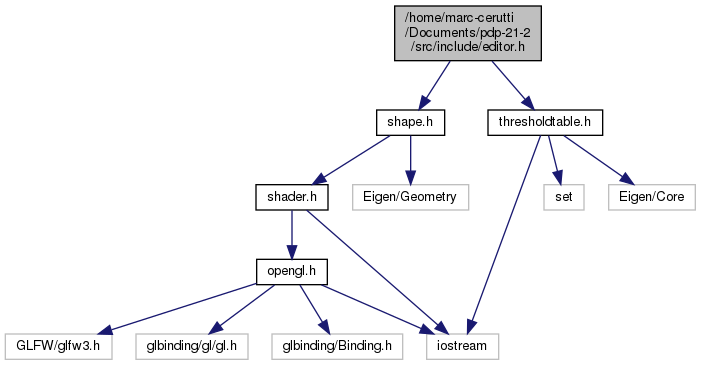 /home/marc-cerutti
/Documents/pdp-21-2
/src/include/editor.h
shape.h
thresholdtable.h
shader.h
Eigen/Geometry
set
Eigen/Core
opengl.h
GLFW/glfw3.h
glbinding/gl/gl.h
glbinding/Binding.h
iostream